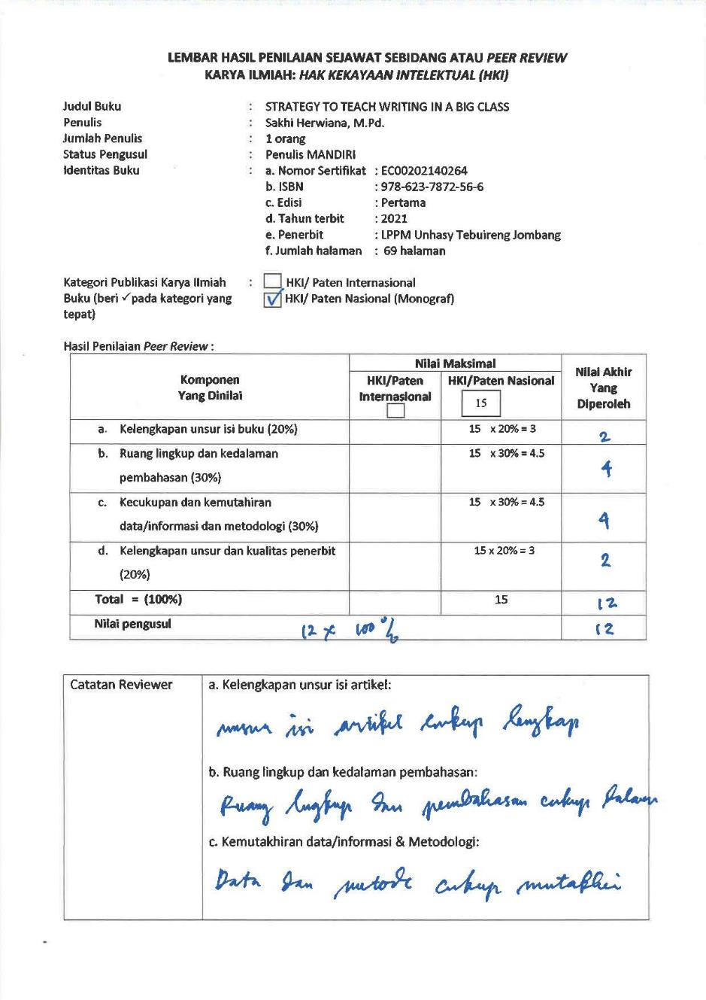 LEMBAR HASIL PENILAIAN SEJAWAT SEBIDANG ATAU PEER REVIEW
KARYA ILMIAH: HAK KEKAYAAN INTELEKTUAL (HKI)
Judul Buku : STRATEGY TO TEACH WRITING IN A BIG CLASS
Penulis : Sakhi Herwiana, M.Pd.
Jumlah Penulis : 1 orang
Status Pengusul : Penulis MANDIRI
Identitas Buku : a. Nomor Sertifikat : EC00202140264
b. ISBN : 978-623-7872-56-6
c. Edisi : Pertama
d. Tahun terbit : 2021
e. Penerbit : LPPM Unhasy Tebuireng Jombang
f. Jumlah halaman : 69 halaman
Kategori Publikasi Karya Ilmiah : HKI/ Paten Internasional
Buku (beri ✓pada kategori yang ✓ HKI/ Paten Nasional (Monograf)
tepat)
Hasil Penilaian Peer Review :
Komponen
Yang Dinilai
Nilai Maksimal
HKI/Paten
Internasional
HKI/Paten Nasional
15
Nilai Akhir
Yang
Diperoleh
a. Kelengkapan unsur isi buku (20%) 15 x 20% = 3 2
b. Ruang lingkup dan kedalaman 15 x 30% = 4.5 4
pembahasan (30%)
c. Kecukupan dan kemutahiran 15 x 30% = 4.5 4
data/informasi dan metodologi (30%)
d. Kelengkapan unsur dan kualitas penerbit 15 x 20% = 3 2
(20%)
Total = (100%) 15 12
Nilai pengusul 12 x 100% 12
Catatan Reviewer
a. Kelengkapan unsur isi artikel:
unsur isi artikel cukup lengkap
b. Ruang lingkup dan kedalaman pembahasan:
Ruang lingkup dan pembahasan cukup dalam
c. Kemutakhiran data/informasi & Metodologi:
Data dan metode cukup mutakhir